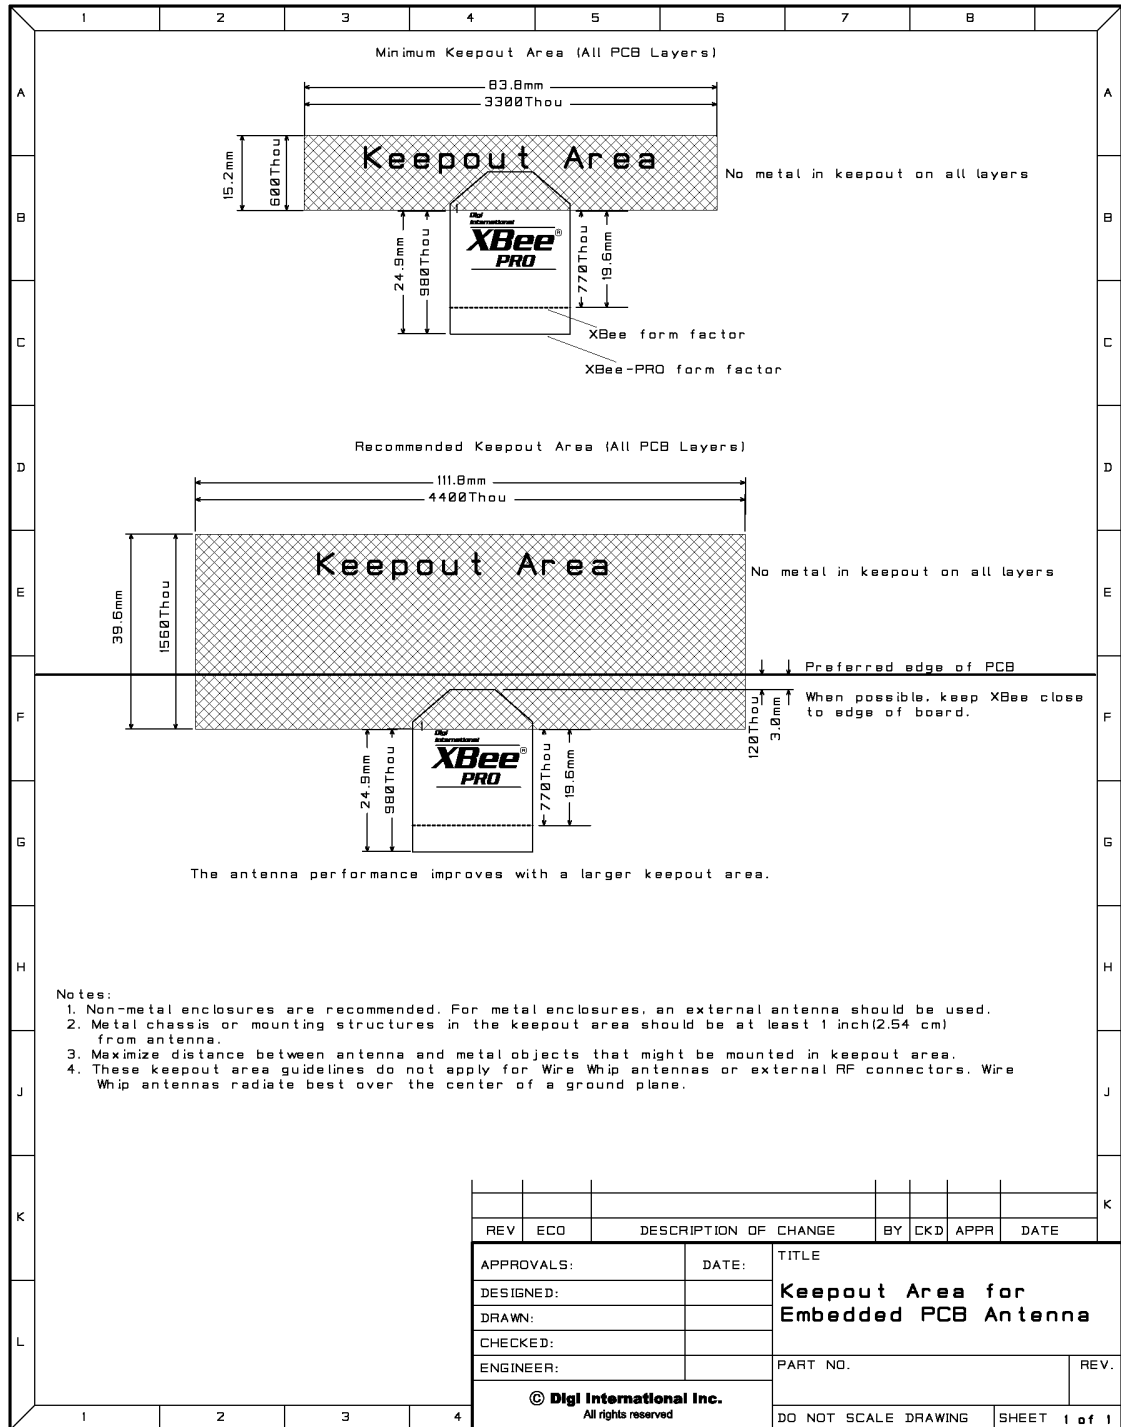 1 2 3 4 5 6 7 8
Minimum Keepout Area (All PCB Layers)
83.8mm
3300Thou
A A
Keepout Area
15.2mm
600Thou
No metal in keepout on all layers
B B
Digi
International
XBee®
PRO
24.9mm
980Thou
770Thou
19.6mm
XBee form factor
C C
XBee-PRO form factor
Recommended Keepout Area (All PCB Layers)
D D
111.8mm
4400Thou
Keepout Area
No metal in keepout on all layers
E E
39.6mm
1560Thou
Preferred edge of PCB
When possible, keep XBee close
to edge of board.
F F
120Thou
3.0mm
Digi
International
XBee®
PRO
24.9mm
980Thou
770Thou
19.6mm
G G
The antenna performance improves with a larger keepout area.
H H
Notes:
1. Non-metal enclosures are recommended. For metal enclosures, an external antenna should be used.
2. Metal chassis or mounting structures in the keepout area should be at least 1 inch(2.54 cm)
from antenna.
3. Maximize distance between antenna and metal objects that might be mounted in keepout area.
4. These keepout area guidelines do not apply for Wire Whip antennas or external RF connectors. Wire
Whip antennas radiate best over the center of a ground plane.
J J
K K
REV ECO DESCRIPTION OF CHANGE BY CKD APPR DATE
APPROVALS: DATE: TITLE
DESIGNED:
Keepout Area for
Embedded PCB Antenna
DRAWN:
L
CHECKED:
ENGINEER:
PART NO. REV.
© Digi International Inc.
All rights reserved
DO NOT SCALE DRAWING SHEET 1 of 1
1 2 3 4